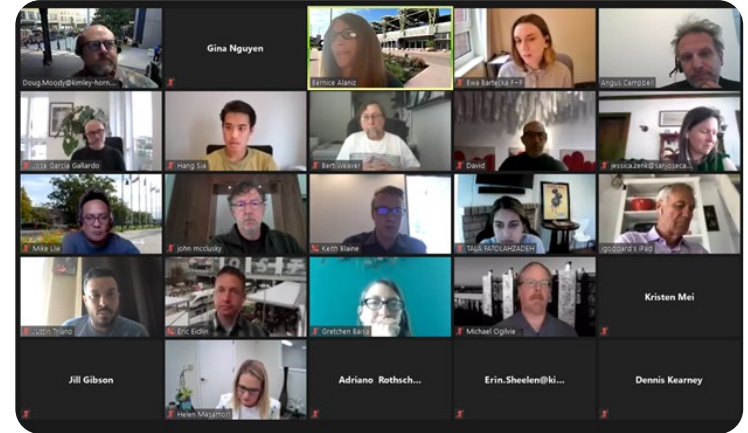 Doug.Moody@kimley-horn...
Gina Nguyen
Bernice Alaniz
Ewa Bartecka F+P
Angus Campbell
Jose Garcia Gallardo
Hang Sia
Bert Weaver
David
jessica.zenk@sanjoseca...
Mike Liw
john mcclusky
Keith Blaine
TALA FATOLAHZADEH
jgoddard's iPad
Justin Triano
Eric Eidlin
Gretchen Baisa
Michael Ogilvie
Kristen Mei
Jill Gibson
Helen Masamori
Adriano Rothsch...
Erin.Sheelen@ki...
Dennis Kearney